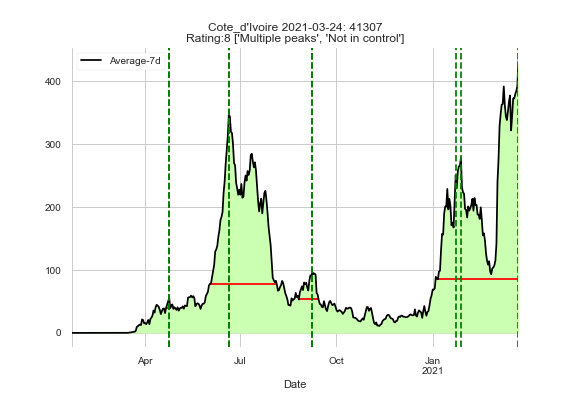 Cote_d'Ivoire 2021-03-24: 41307
Rating:8 ['Multiple peaks', 'Not in control']
Average-7d
400
300
200
100
0
Apr
Jul
Oct
Jan
2021
Date